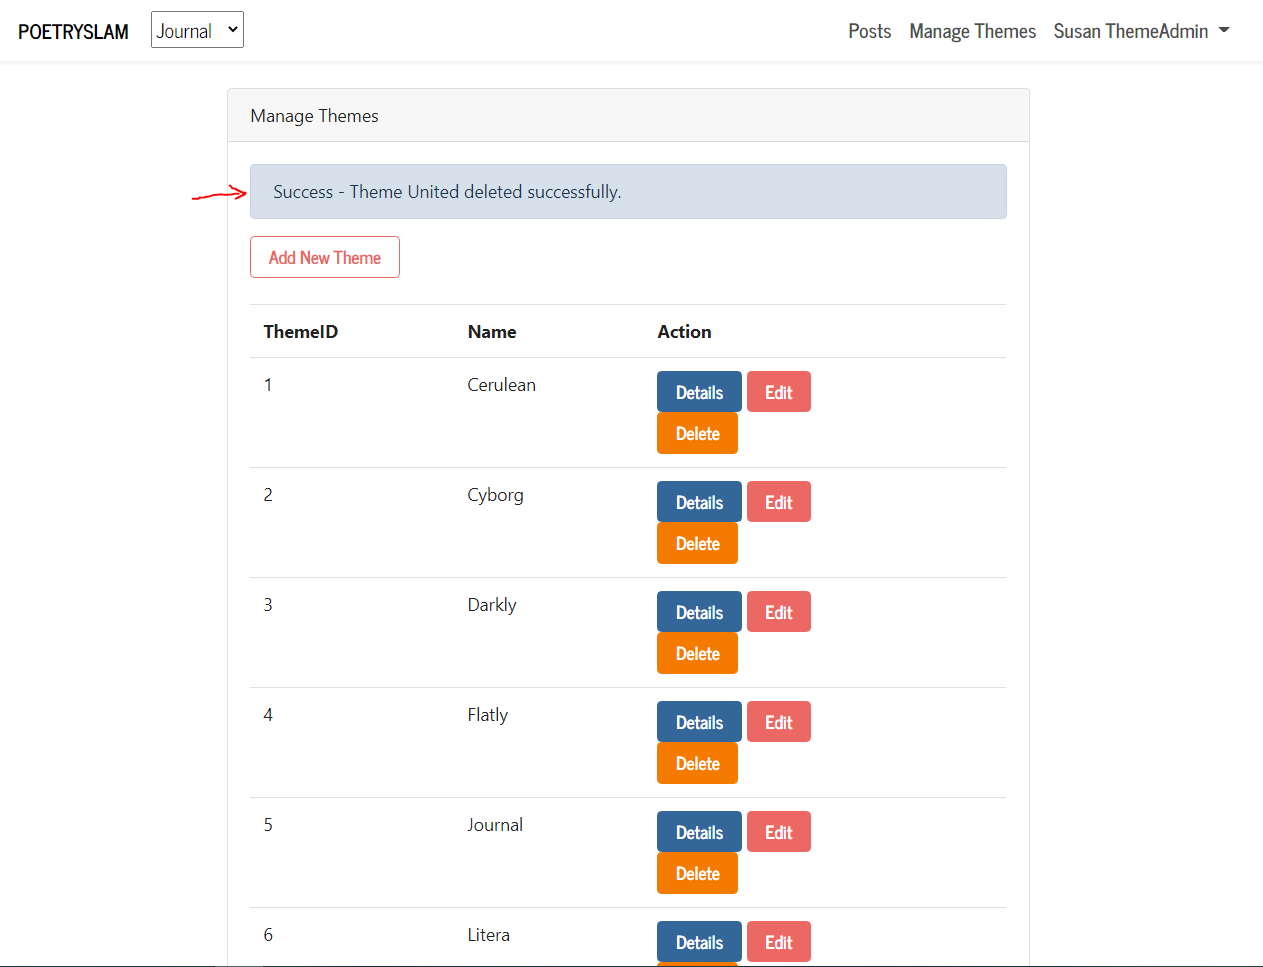 POETRYSLAM Journal Posts Manage Themes Susan ThemeAdmin
Manage Themes
Success - Theme United deleted successfully.
Add New Theme
ThemeID Name Action
1 Cerulean Details Edit
Delete
2 Cyborg Details Edit
Delete
3 Darkly Details Edit
Delete
4 Flatly Details Edit
Delete
5 Journal Details Edit
Delete
6 Litera Details Edit